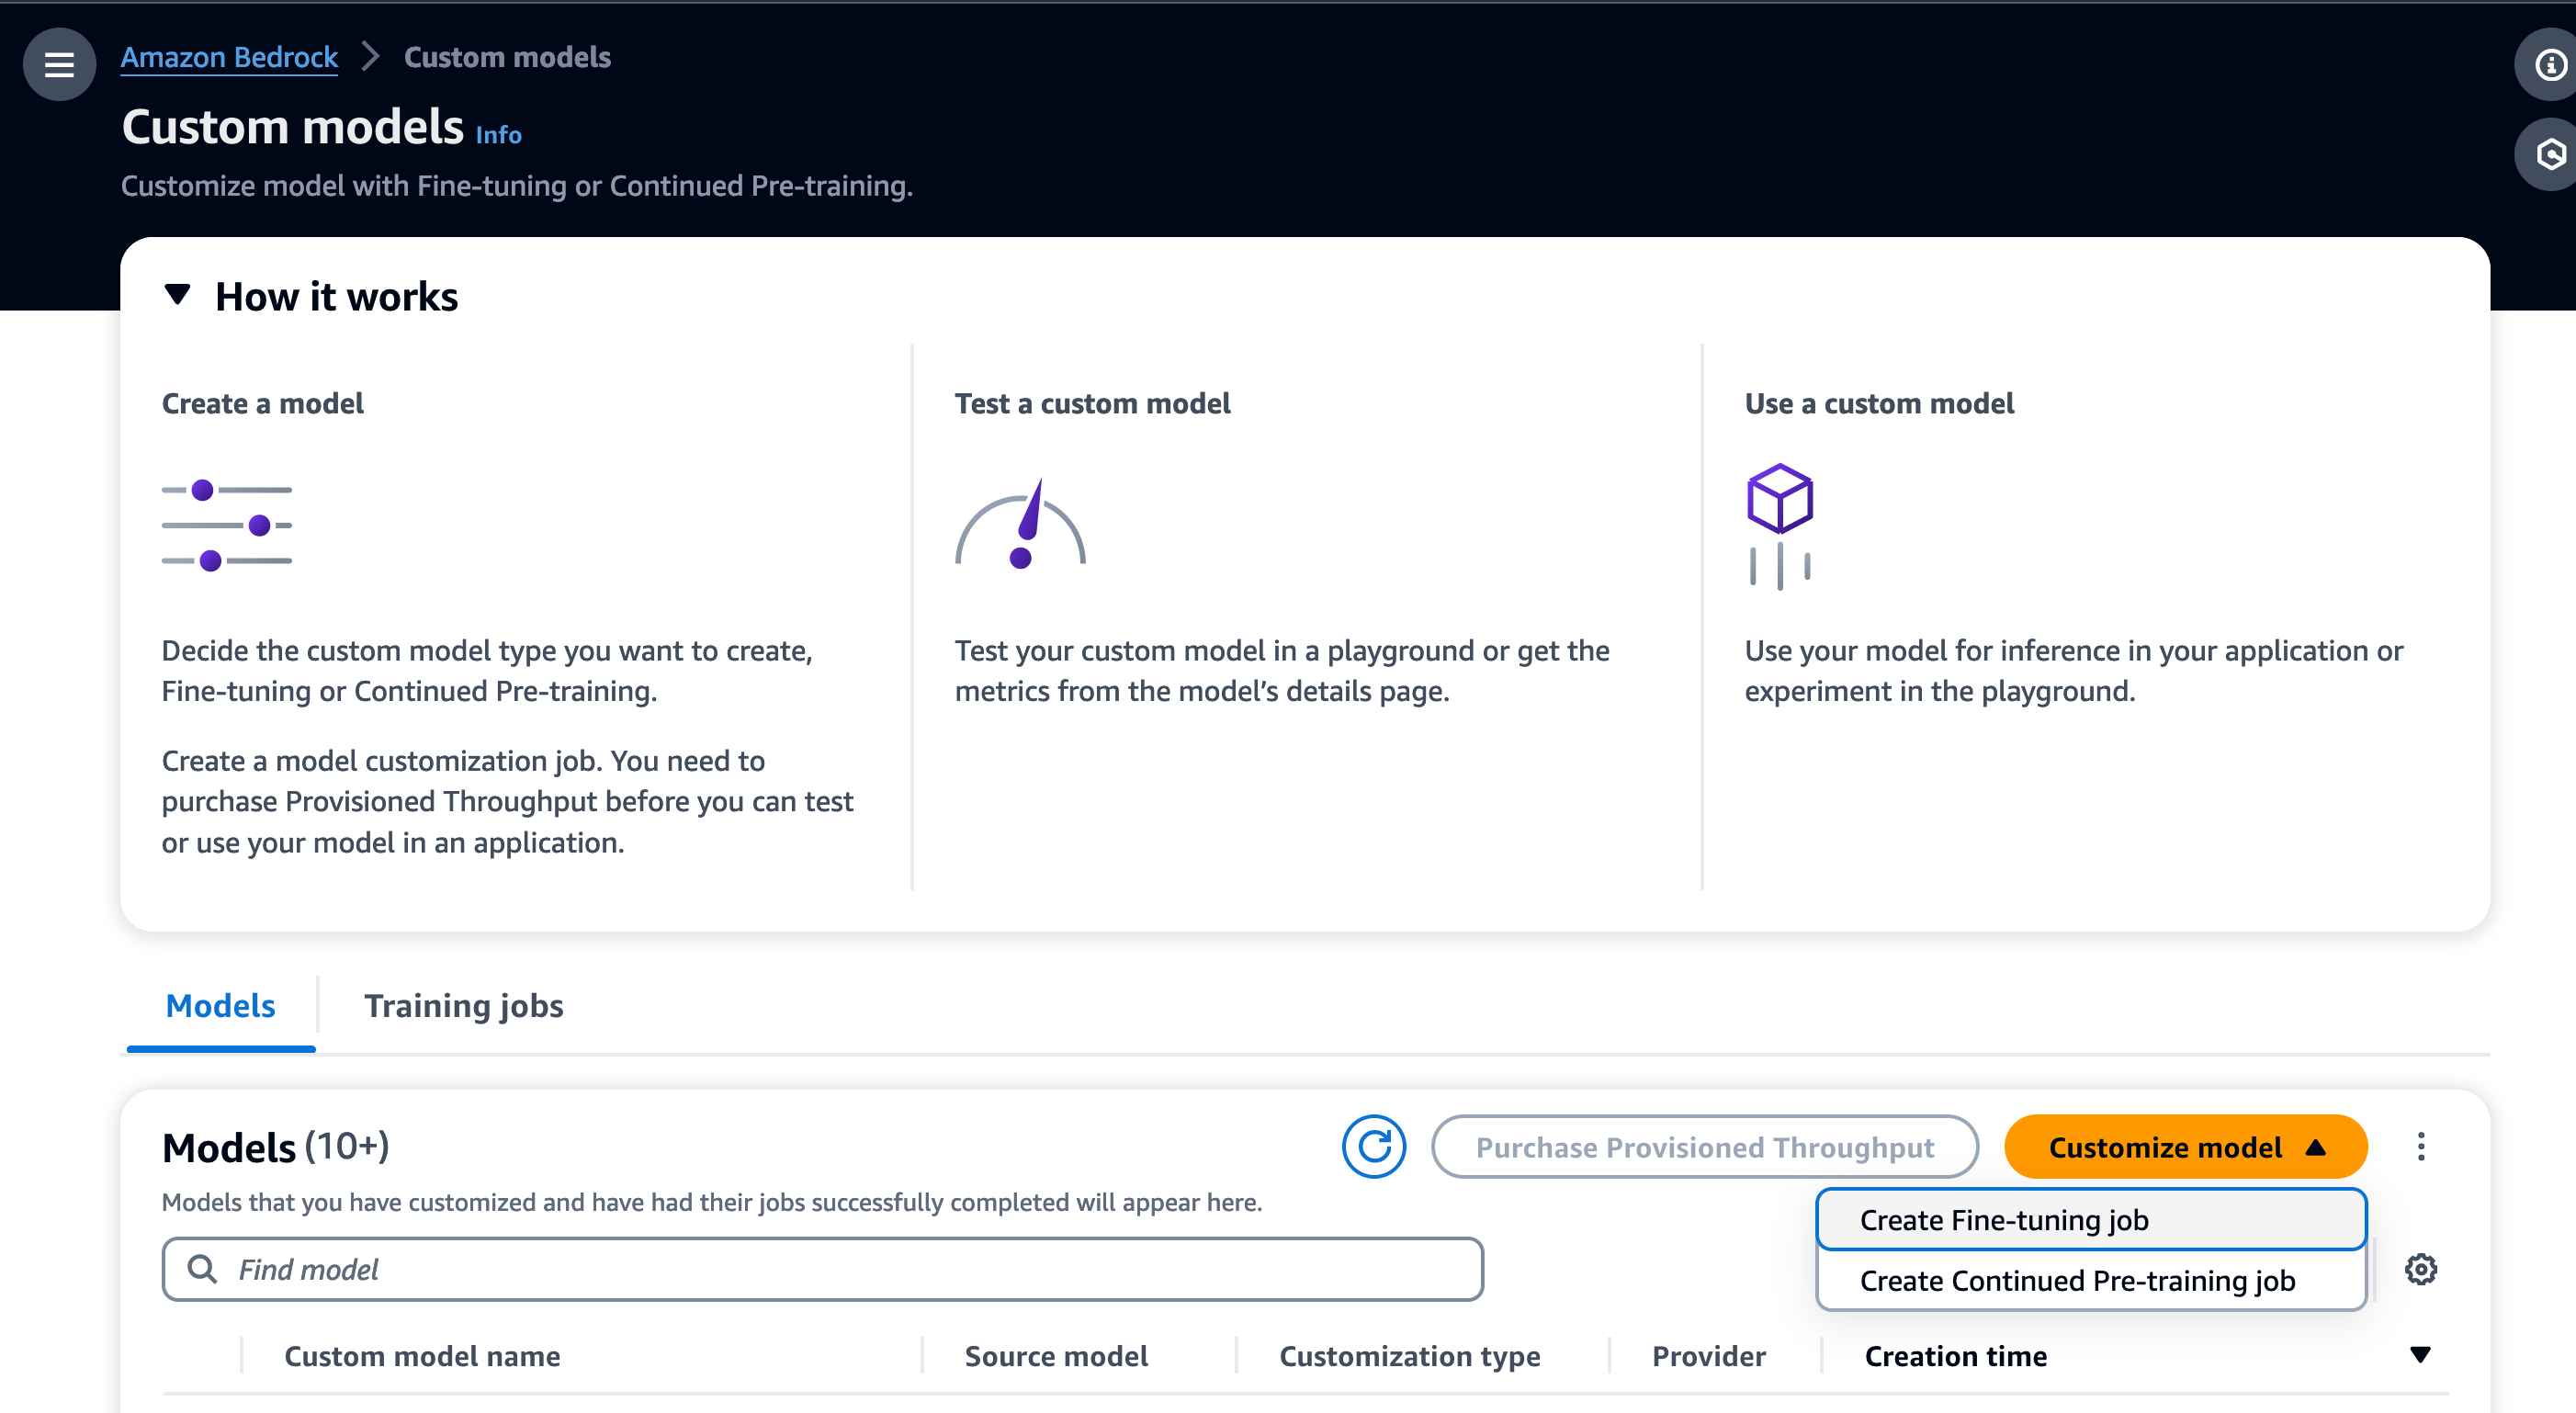 Amazon Bedrock
Custom models
Custom models Info
Customize model with Fine-tuning or Continued Pre-training.
How it works
Create a model
Decide the custom model type you want to create,
Fine-tuning or Continued Pre-training.
Create a model customization job. You need to
purchase Provisioned Throughput before you can test
or use your model in an application.
Test a custom model
Test your custom model in a playground or get the
metrics from the model’s details page.
Use a custom model
Use your model for inference in your application or
experiment in the playground.
Models
Training jobs
Models (10+)
Models that you have customized and have had their jobs successfully completed will appear here.
Purchase Provisioned Throughput
Customize model
Create Fine-tuning job
Create Continued Pre-training job
Find model
Custom model name
Source model
Customization type
Provider
Creation time